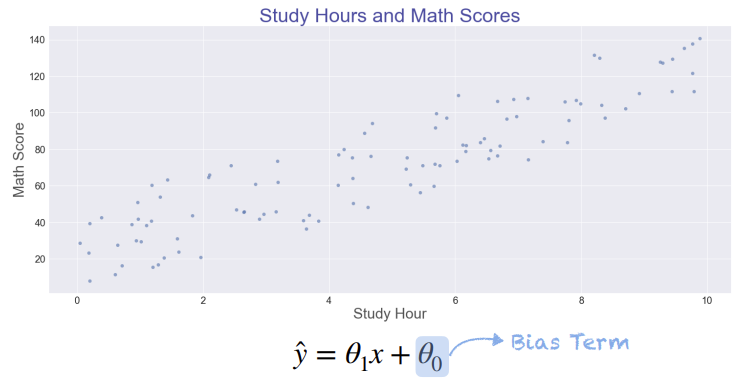 Study Hours and Math Scores
Math Score
140
120
100
80
60
40
20
0 2 4 6 8 10
Study Hour
ŷ = θ₁x + θ₀
Bias Term